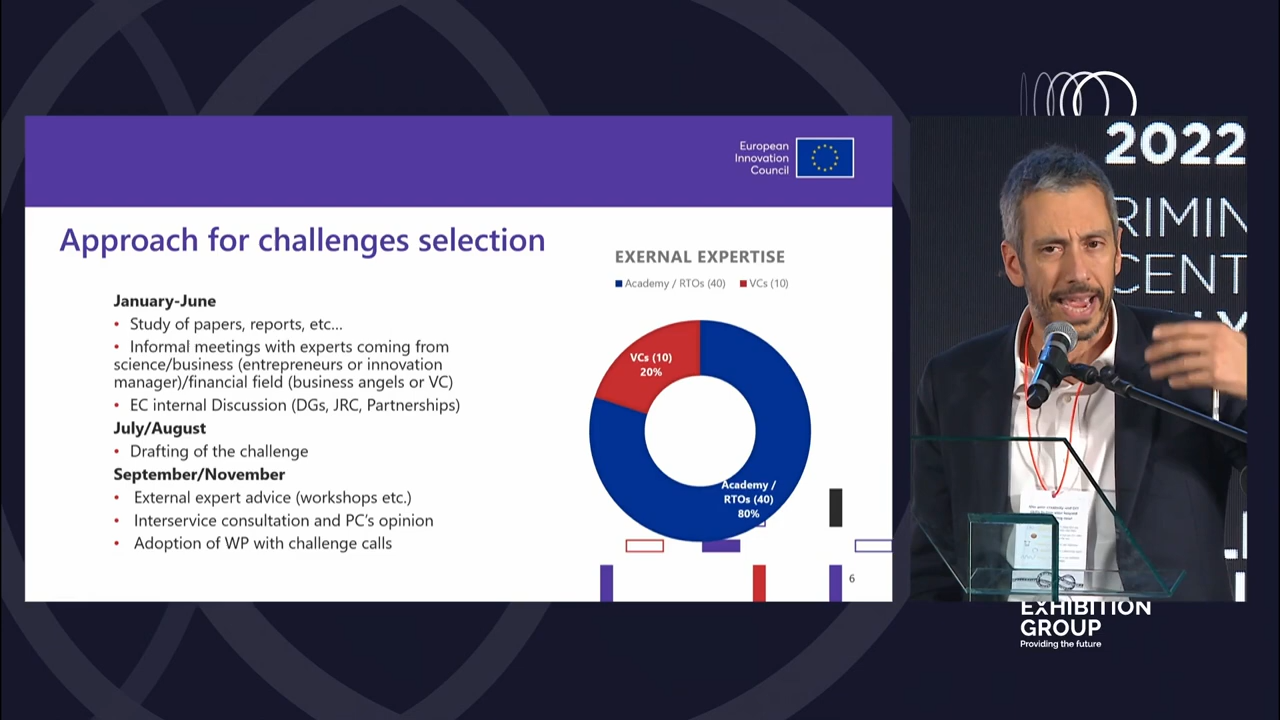 European
Innovation
Council
Approach for challenges selection
January-June
• Study of papers, reports, etc...
• Informal meetings with experts coming from
science/business (entrepreneurs or innovation
manager)/financial field (business angels or VC)
• EC internal Discussion (DGs, JRC, Partnerships)
July/August
• Drafting of the challenge
September/November
• External expert advice (workshops etc.)
• Interservice consultation and PC's opinion
• Adoption of WP with challenge calls
EXERNAL EXPERTISE
Academy / RTOs (40) VCs (10)
VCs (10)
20%
Academy /
RTOs (40)
80%
6
2022
RIMIN
CENT
EXHIBITION
GROUP
Providing the future